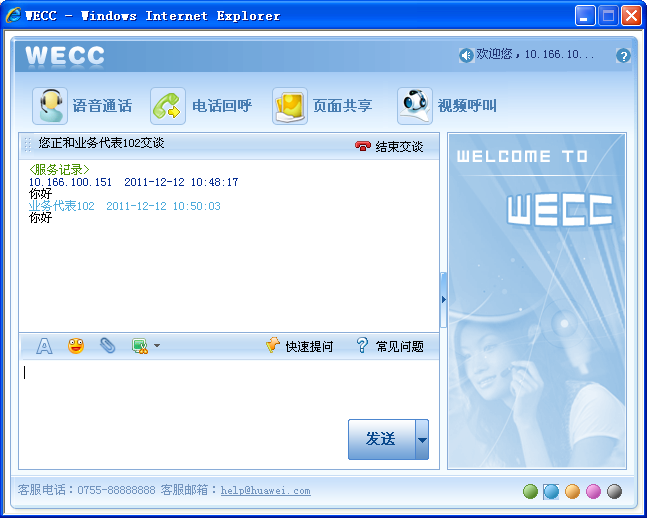 WECC - Windows Internet Explorer
WECC
欢迎您，10.166.10...
语音通话 电话回呼 页面共享 视频呼叫
您正和业务代表102交谈 结束交谈
<服务记录>
10.166.100.151 2011-12-12 10:48:17
你好
业务代表102 2011-12-12 10:50:03
你好
WELCOME TO
WECC
快速提问 常见问题
发送
客服电话：0755-88888888 客服邮箱：help@huawei.com